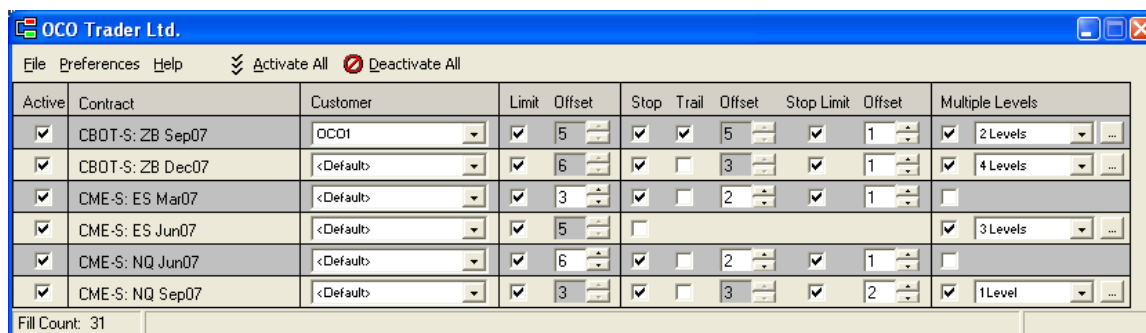 OCO Trader Ltd.
File Preferences Help Activate All Deactivate All
Active Contract Customer Limit Offset Stop Trail Offset Stop Limit Offset Multiple Levels
CBOT-S: ZB Sep07 OCO1 5 5 1 2 Levels ...
CBOT-S: ZB Dec07 <Default> 6 3 1 4 Levels ...
CME-S: ES Mar07 <Default> 3 2 1
CME-S: ES Jun07 <Default> 5 3 Levels ...
CME-S: NQ Jun07 <Default> 6 2 1
CME-S: NQ Sep07 <Default> 3 3 2 1 Level ...
Fill Count: 31